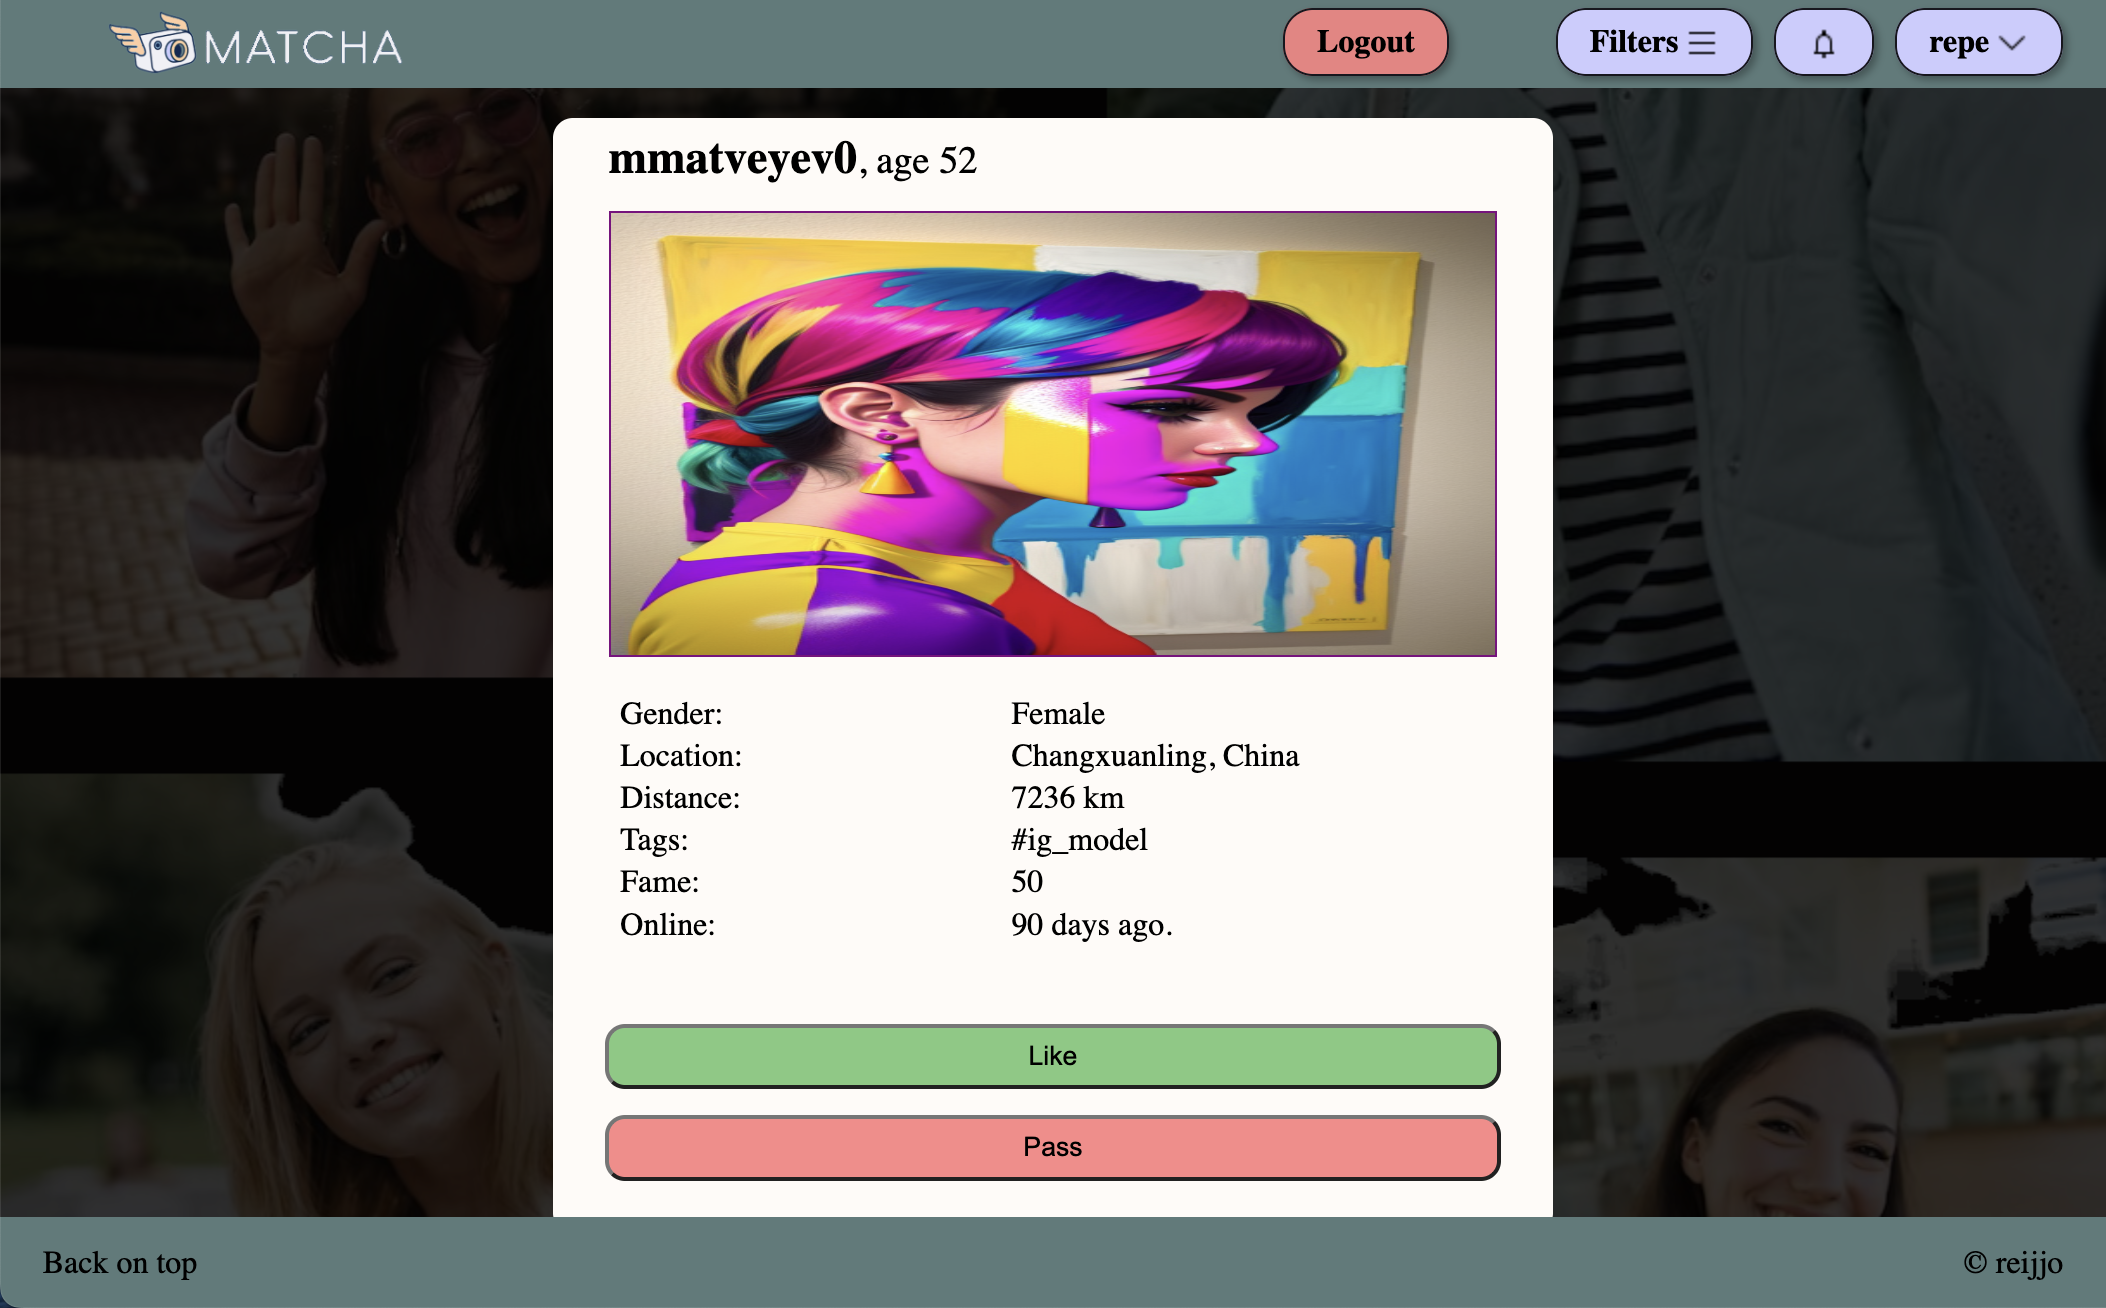 MATCHA
Logout
Filters
repe
mmatveyev0, age 52
Gender: Female
Location: Changxuanling, China
Distance: 7236 km
Tags: #ig_model
Fame: 50
Online: 90 days ago.
Like
Pass
Back on top
© reijjo